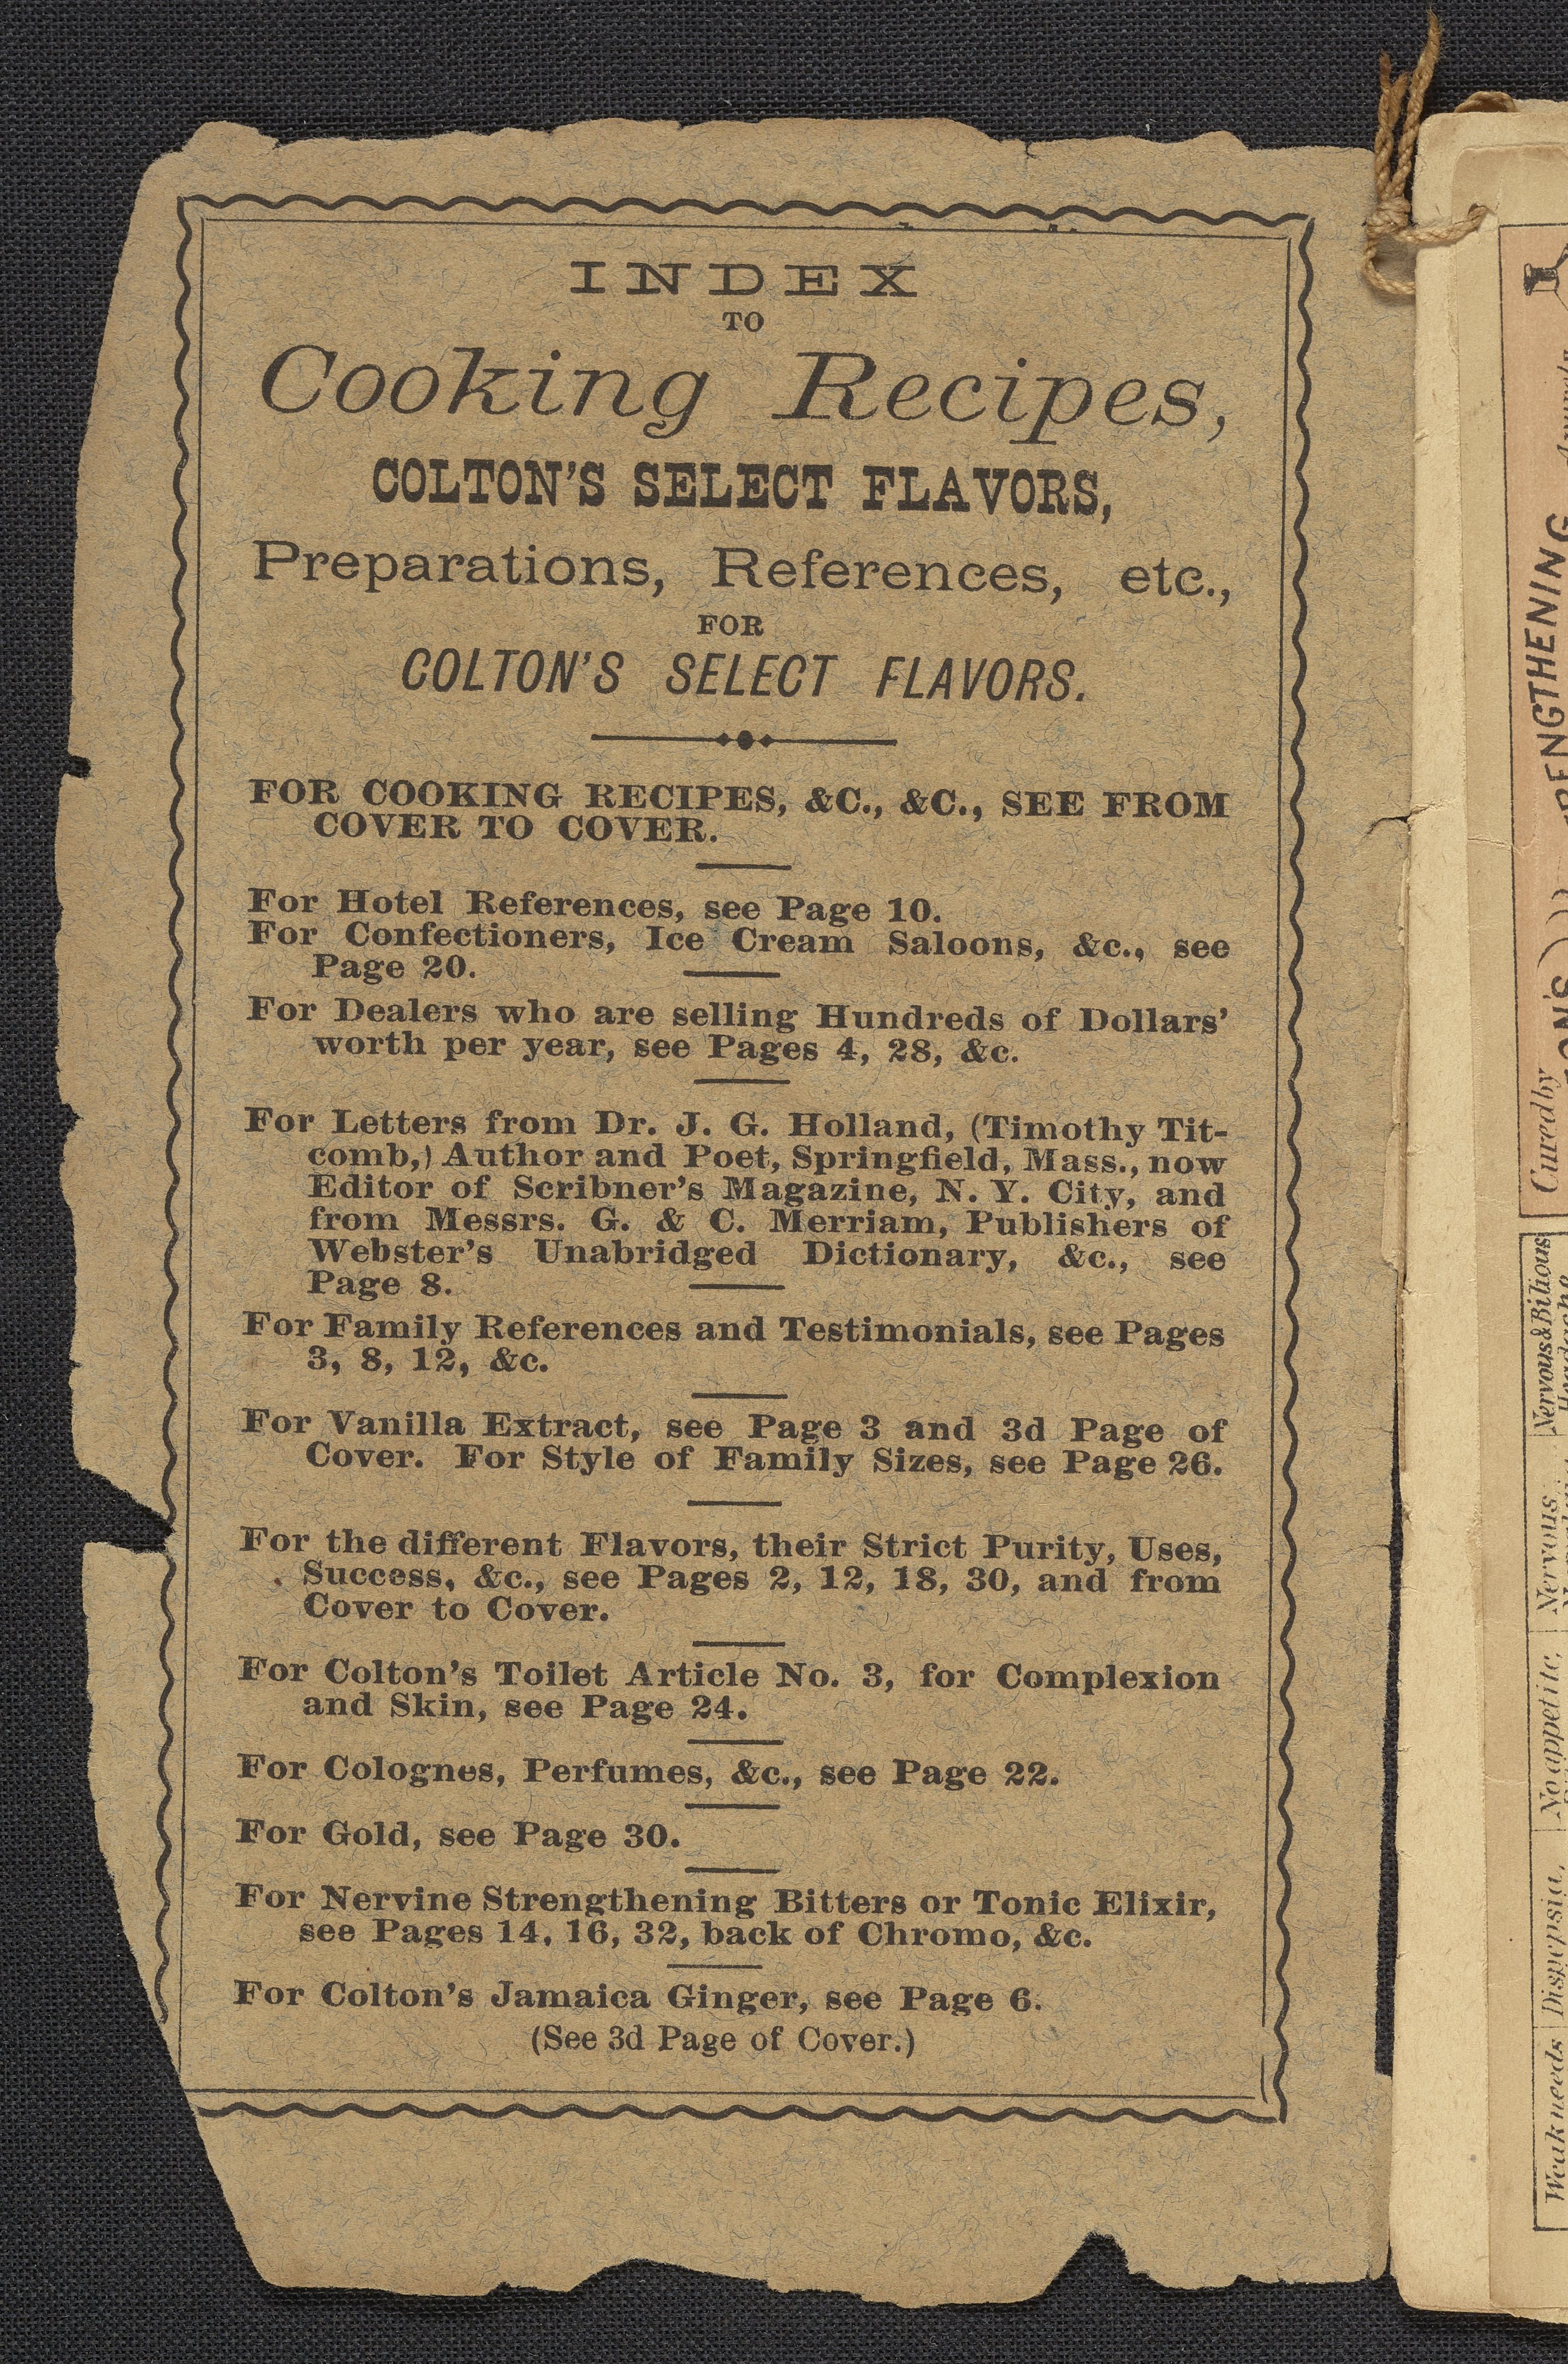 INDEX
TO
Cooking Recipes,
COLTON'S SELECT FLAVORS,
Preparations, References, etc.,
FOR
COLTON'S SELECT FLAVORS.
FOR COOKING RECIPES, &C., &C., SEE FROM
COVER TO COVER.
For Hotel References, see Page 10.
For Confectioners, Ice Cream Saloons, &c., see
Page 20.
For Dealers who are selling Hundreds of Dollars'
worth per year, see Pages 4, 28, &c.
For Letters from Dr. J. G. Holland, (Timothy Tit-
comb,) Author and Poet, Springfield, Mass., now
Editor of Scribner's Magazine, N. Y. City, and
from Messrs. G. & C. Merriam, Publishers of
Webster's Unabridged Dictionary, &c., see
Page 8.
For Family References and Testimonials, see Pages
3, 8, 12, &c.
For Vanilla Extract, see Page 3 and 3d Page of
Cover. For Style of Family Sizes, see Page 26.
For the different Flavors, their Strict Purity, Uses,
Success, &c., see Pages 2, 12, 18, 30, and from
Cover to Cover.
For Colton's Toilet Article No. 3, for Complexion
and Skin, see Page 24.
For Colognes, Perfumes, &c., see Page 22.
For Gold, see Page 30.
For Nervine Strengthening Bitters or Tonic Elixir,
see Pages 14, 16, 32, back of Chromo, &c.
For Colton's Jamaica Ginger, see Page 6.
(See 3d Page of Cover.)
Cured by
Nervous & Bilious
Nervous
No appetite,
Dispepsia,
Weak needs